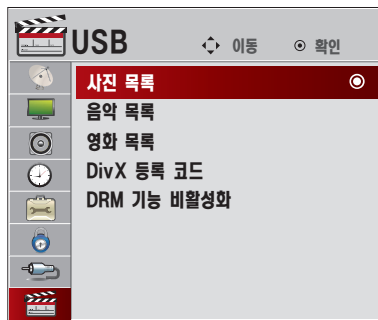 USB 이동 확인
사진 목록
음악 목록
영화 목록
DivX 등록 코드
DRM 기능 비활성화